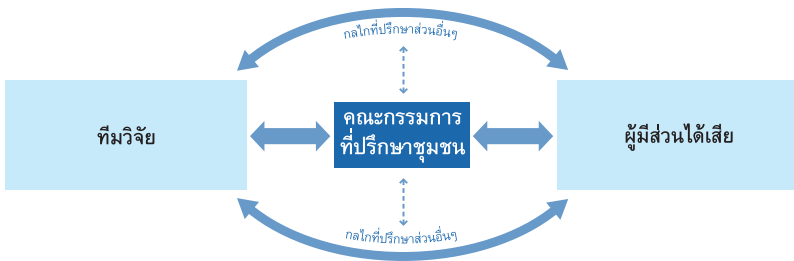 กลไกที่ปรึกษาส่วนอื่นๆ
ทีมวิจัย
คณะกรรมการ
ที่ปรึกษาชุมชน
ผู้มีส่วนได้เสีย
กลไกที่ปรึกษาส่วนอื่นๆ